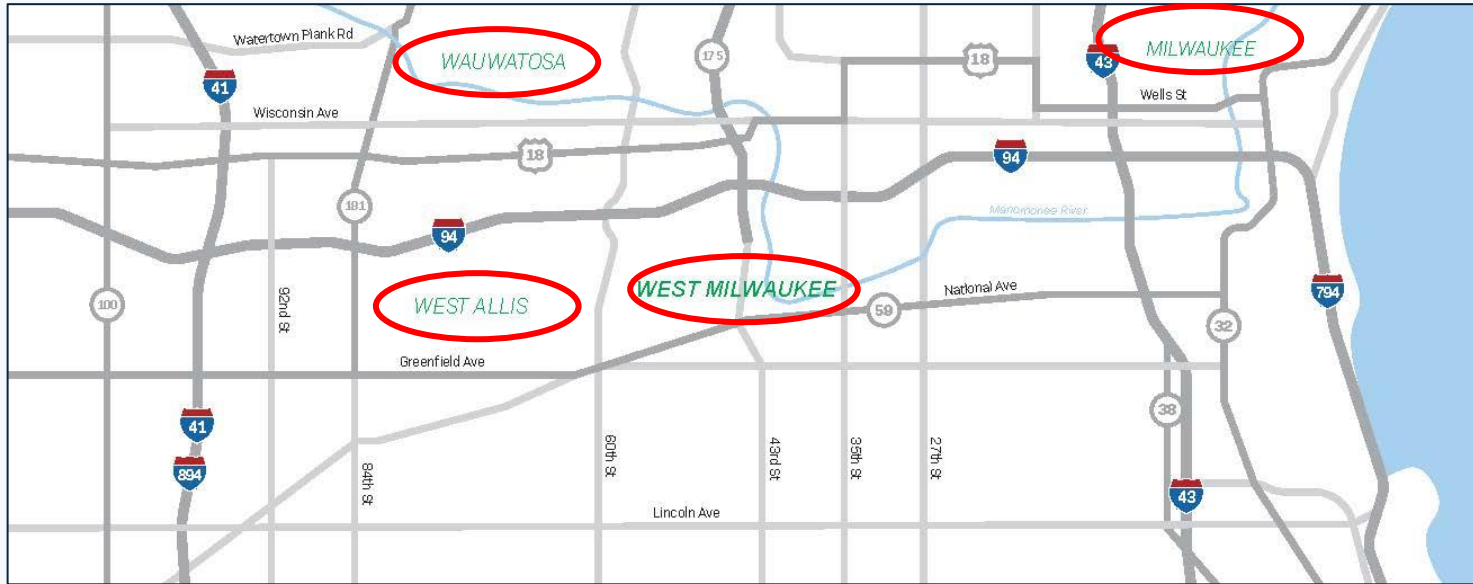 Watertown Plank Rd
WAUWATOSA
175
18
43
MILWAUKEE
41
Wells St
Wisconsin Ave
18
94
181
Manomonee River
94
92nd St
100
WEST ALLIS
WEST MILWAUKEE
59
National Ave
794
32
Greenfield Ave
38
41
894
84th St
60th St
43rd St
35th St
27th St
43
Lincoln Ave